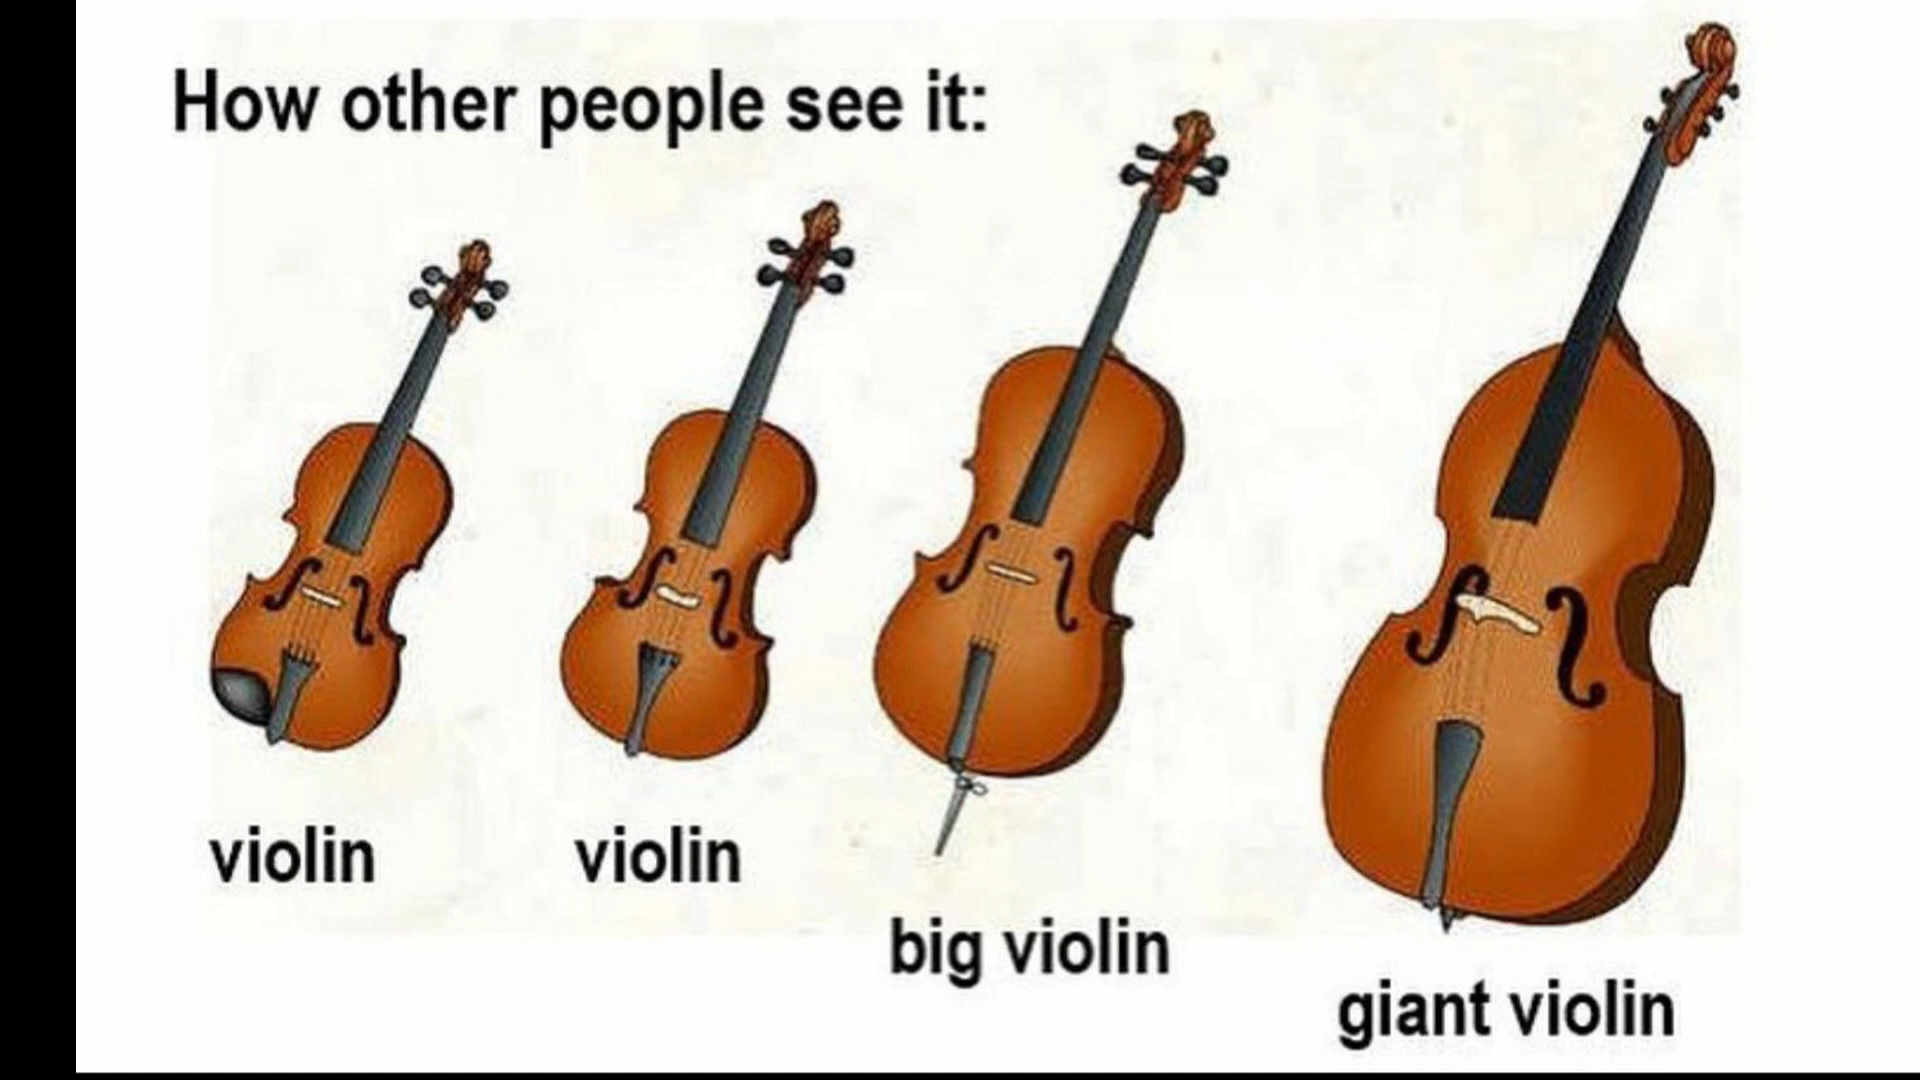 How other people see it:
violin
violin
big violin
giant violin